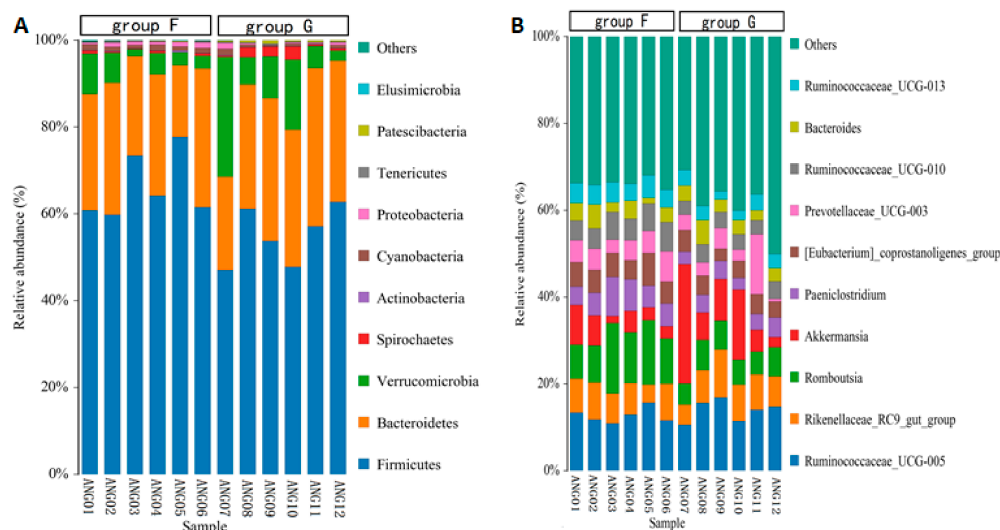 A
group F
group G
100%
80%
60%
40%
20%
0%
Relative abundance (%)
ANG01
ANG02
ANG03
ANG04
ANG05
ANG06
ANG07
ANG08
ANG09
ANG10
ANG11
ANG12
Sample
Others
Elusimicrobia
Patescibacteria
Tenericutes
Proteobacteria
Cyanobacteria
Actinobacteria
Spirochaetes
Verrucomicrobia
Bacteroidetes
Firmicutes
B
group F
group G
100%
80%
60%
40%
20%
0%
Relative abundance (%)
ANG01
ANG02
ANG03
ANG04
ANG05
ANG06
ANG07
ANG08
ANG09
ANG10
ANG11
ANG12
Sample
Others
Ruminococcaceae_UCG-013
Bacteroides
Ruminococcaceae_UCG-010
Prevotellaceae_UCG-003
[Eubacterium]_coprostanoligenes_group
Paeniclostridium
Akkermansia
Romboutsia
Rikenellaceae_RC9_gut_group
Ruminococcaceae_UCG-005